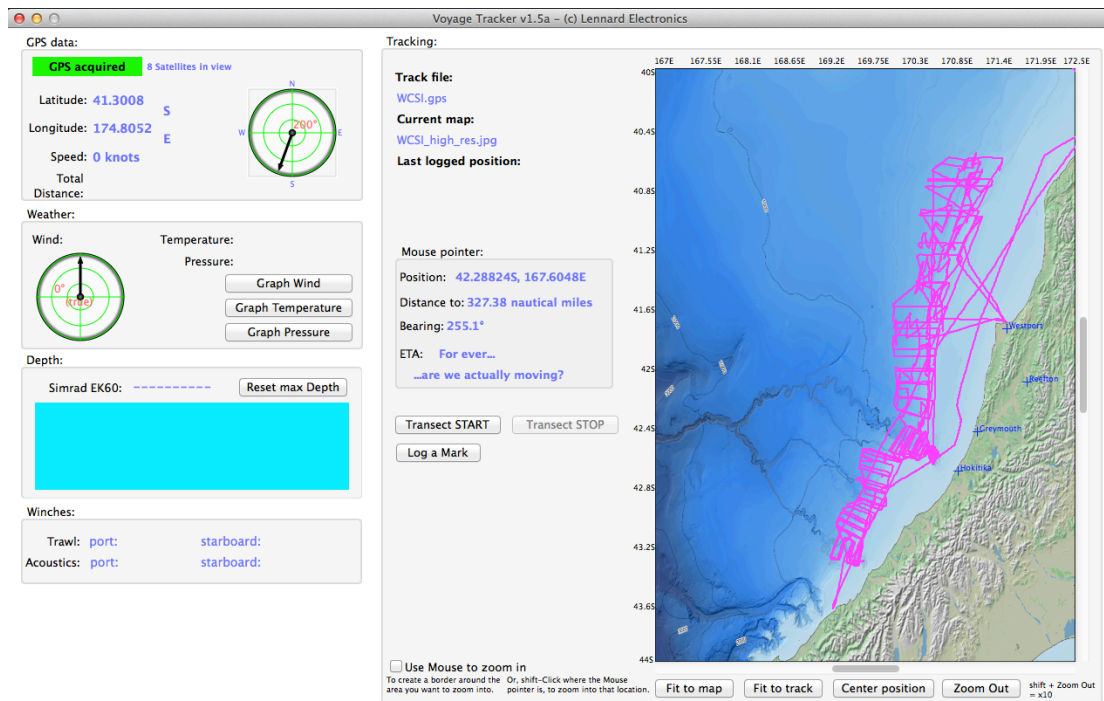 Voyage Tracker v1.5a – (c) Lennard Electronics
GPS data:
GPS acquired
8 Satellites in view
Latitude: 41.3008 S
Longitude: 174.8052 E
Speed: 0 knots
Total
Distance:
N
W
E
S
200°
Weather:
Wind:
0°
(true)
Temperature:
Pressure:
Graph Wind
Graph Temperature
Graph Pressure
Depth:
Simrad EK60: ----------
Reset max Depth
Winches:
Trawl: port: starboard:
Acoustics: port: starboard:
Tracking:
Track file:
WCSI.gps
Current map:
WCSI_high_res.jpg
Last logged position:
Mouse pointer:
Position: 42.28824S, 167.6048E
Distance to: 327.38 nautical miles
Bearing: 255.1°
ETA: For ever...
...are we actually moving?
Transect START
Transect STOP
Log a Mark
Use Mouse to zoom in
To create a border around the
area you want to zoom into.
Or, shift-Click where the Mouse
pointer is, to zoom into that location.
167E 167.55E 168.1E 168.65E 169.2E 169.75E 170.3E 170.85E 171.4E 171.95E 172.5E
40S
40.4S
40.8S
41.2S
41.6S
42S
42.4S
42.8S
43.2S
43.6S
44S
Westport
Reefton
Greymouth
Hokitika
Fit to map
Fit to track
Center position
Zoom Out
shift + Zoom Out
= x10